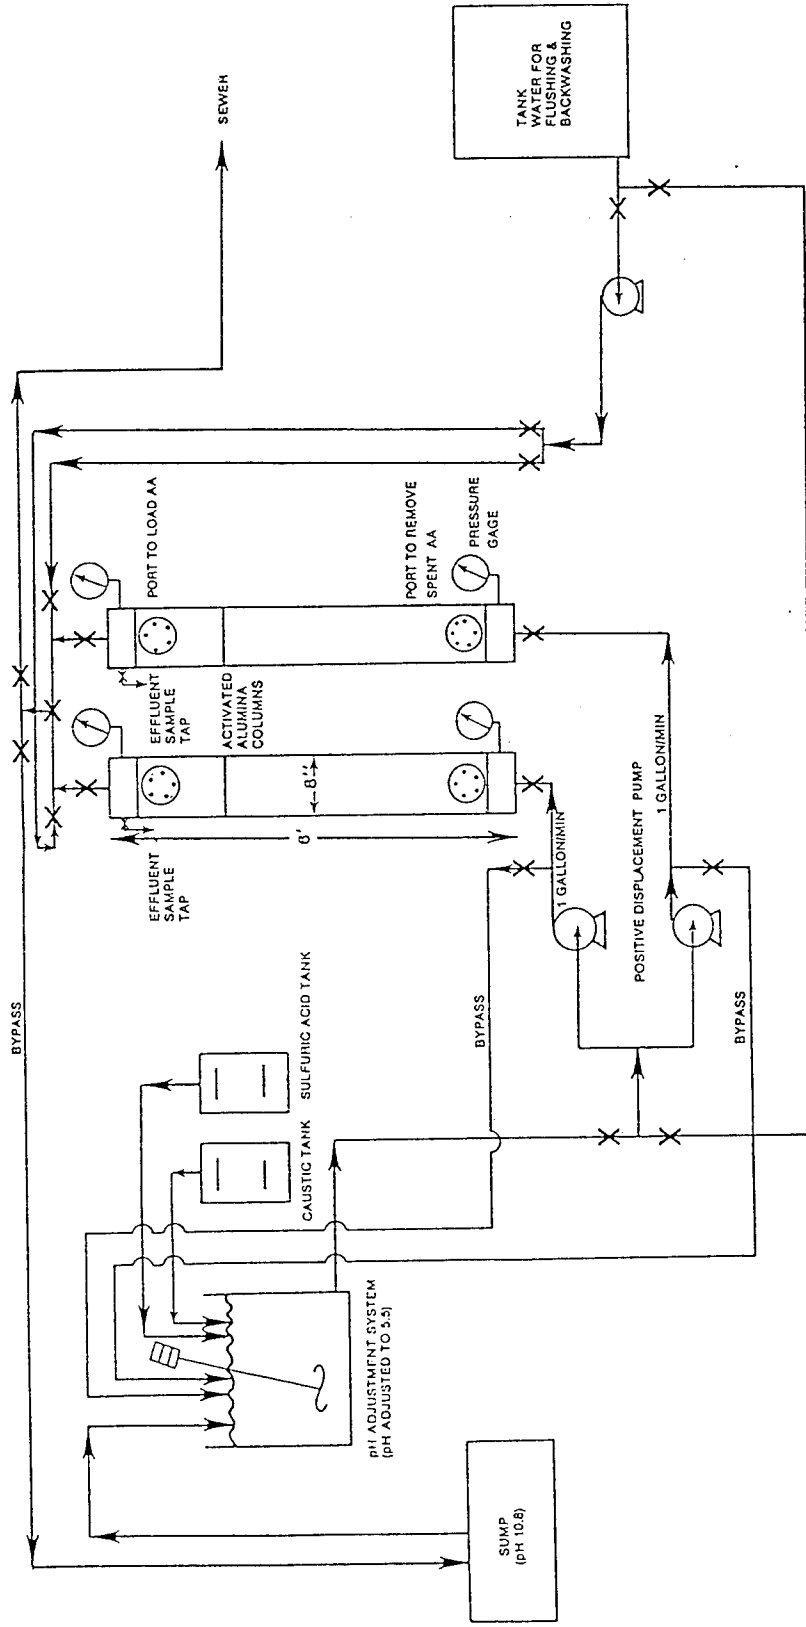 SEWER
TANK
WATER FOR
FLUSHING &
BACKWASHING
BYPASS
PORT TO LOAD AA
PORT TO REMOVE
SPENT AA
PRESSURE
GAGE
EFFLUENT
SAMPLE
TAP
ACTIVATED
ALUMINA
COLUMNS
8"
6'
EFFLUENT
SAMPLE
TAP
1 GALLON/MIN
POSITIVE DISPLACEMENT PUMP
1 GALLON/MIN
BYPASS
BYPASS
SULFURIC ACID TANK
CAUSTIC TANK
pH ADJUSTMENT SYSTEM
(pH ADJUSTED TO 5.5)
SUMP
(pH 10.8)